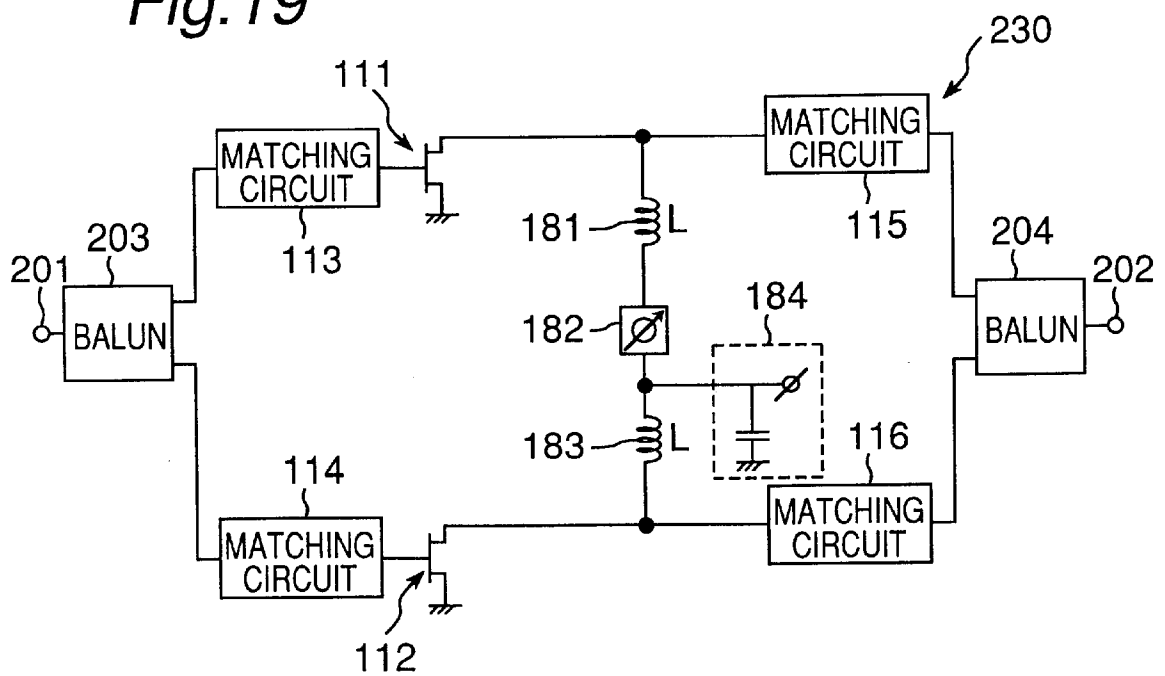 Fig.19
230
111
MATCHING
CIRCUIT
113
MATCHING
CIRCUIT
115
203
201
BALUN
181
L
204
202
BALUN
182
184
183
L
114
MATCHING
CIRCUIT
112
116
MATCHING
CIRCUIT